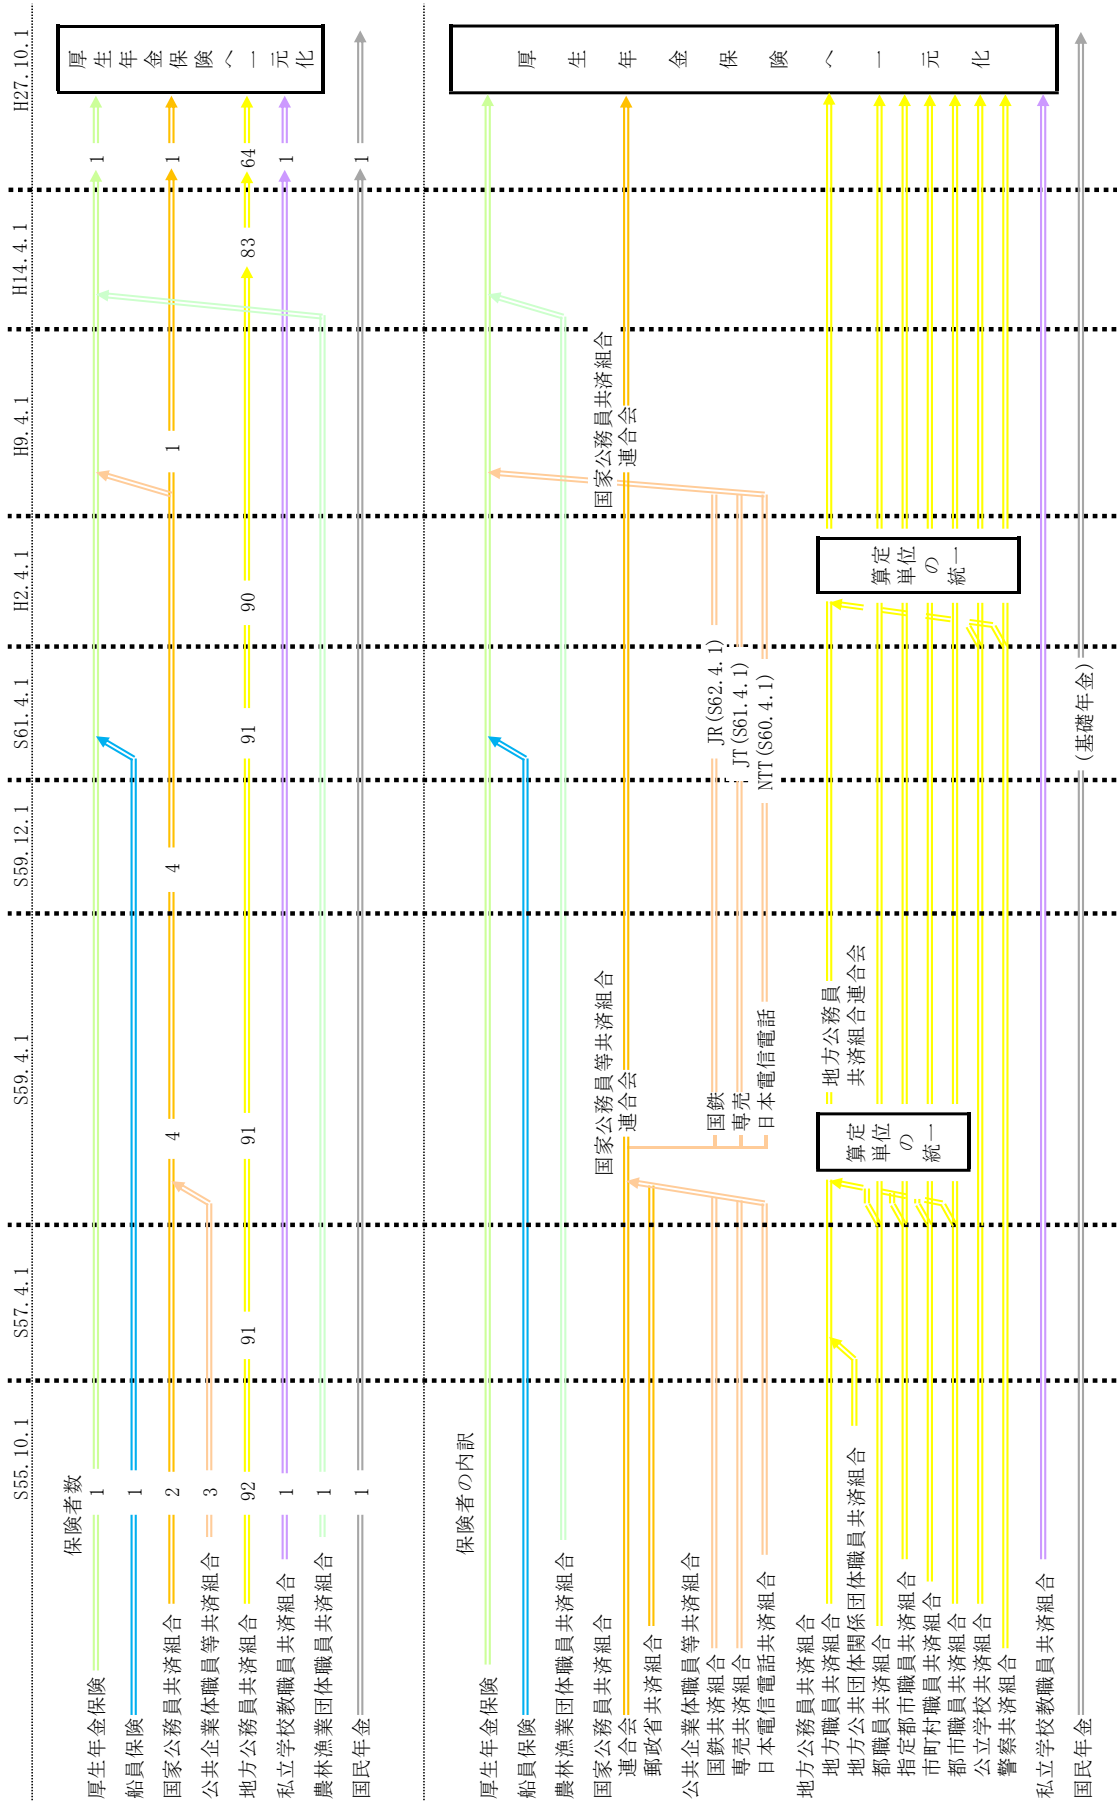 S55.10.1 S57.4.1 S59.4.1 S59.12.1 S61.4.1 H2.4.1 H9.4.1 H14.4.1 H27.10.1
保険者数
厚生年金保険 1 1
船員保険 1
国家公務員共済組合 2 4 4 1 1
公共企業体職員等共済組合 3
地方公務員共済組合 92 91 91 91 90 83 64
私立学校教職員共済組合 1 1
農林漁業団体職員共済組合 1
国民年金 1 1
厚生年金保険へ一元化
保険者の内訳
厚生年金保険
船員保険
農林漁業団体職員共済組合
国家公務員共済組合
連合会
国家公務員等共済組合
連合会
国家公務員共済組合
連合会
郵政省共済組合
公共企業体職員等共済組合
国鉄共済組合 国鉄 JR(S62.4.1)
専売共済組合 専売 JT(S61.4.1)
日本電信電話共済組合 日本電信電話 NTT(S60.4.1)
地方公務員共済組合
地方職員共済組合
地方公務員
共済組合連合会
地方公共団体関係団体職員共済組合
都職員共済組合
指定都市職員共済組合
市町村職員共済組合
都市職員共済組合
公立学校共済組合
警察共済組合
算定
単位
の
統一
算定
単位
の
統一
私立学校教職員共済組合
国民年金 (基礎年金)
厚生年金保険へ一元化